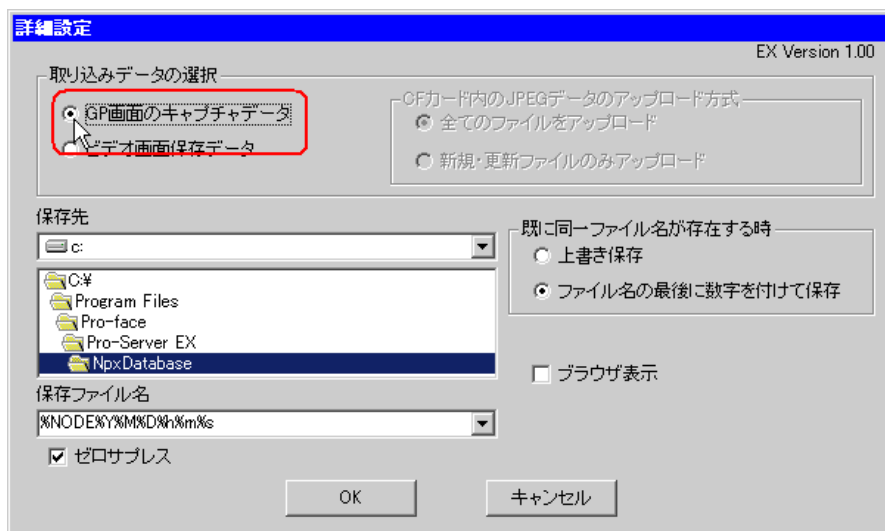 詳細設定
EX Version 1.00
取り込みデータの選択
GP画面のキャプチャデータ
ビデオ画面保存データ
CFカード内のJPEGデータのアップロード方式
全てのファイルをアップロード
新規・更新ファイルのみアップロード
保存先
c:
C:¥
Program Files
Pro-face
Pro-Server EX
NpxDatabase
既に同一ファイル名が存在する時
上書き保存
ファイル名の最後に数字を付けて保存
ブラウザ表示
保存ファイル名
%NODE%Y%M%D%h%m%s
ゼロサプレス
OK
キャンセル